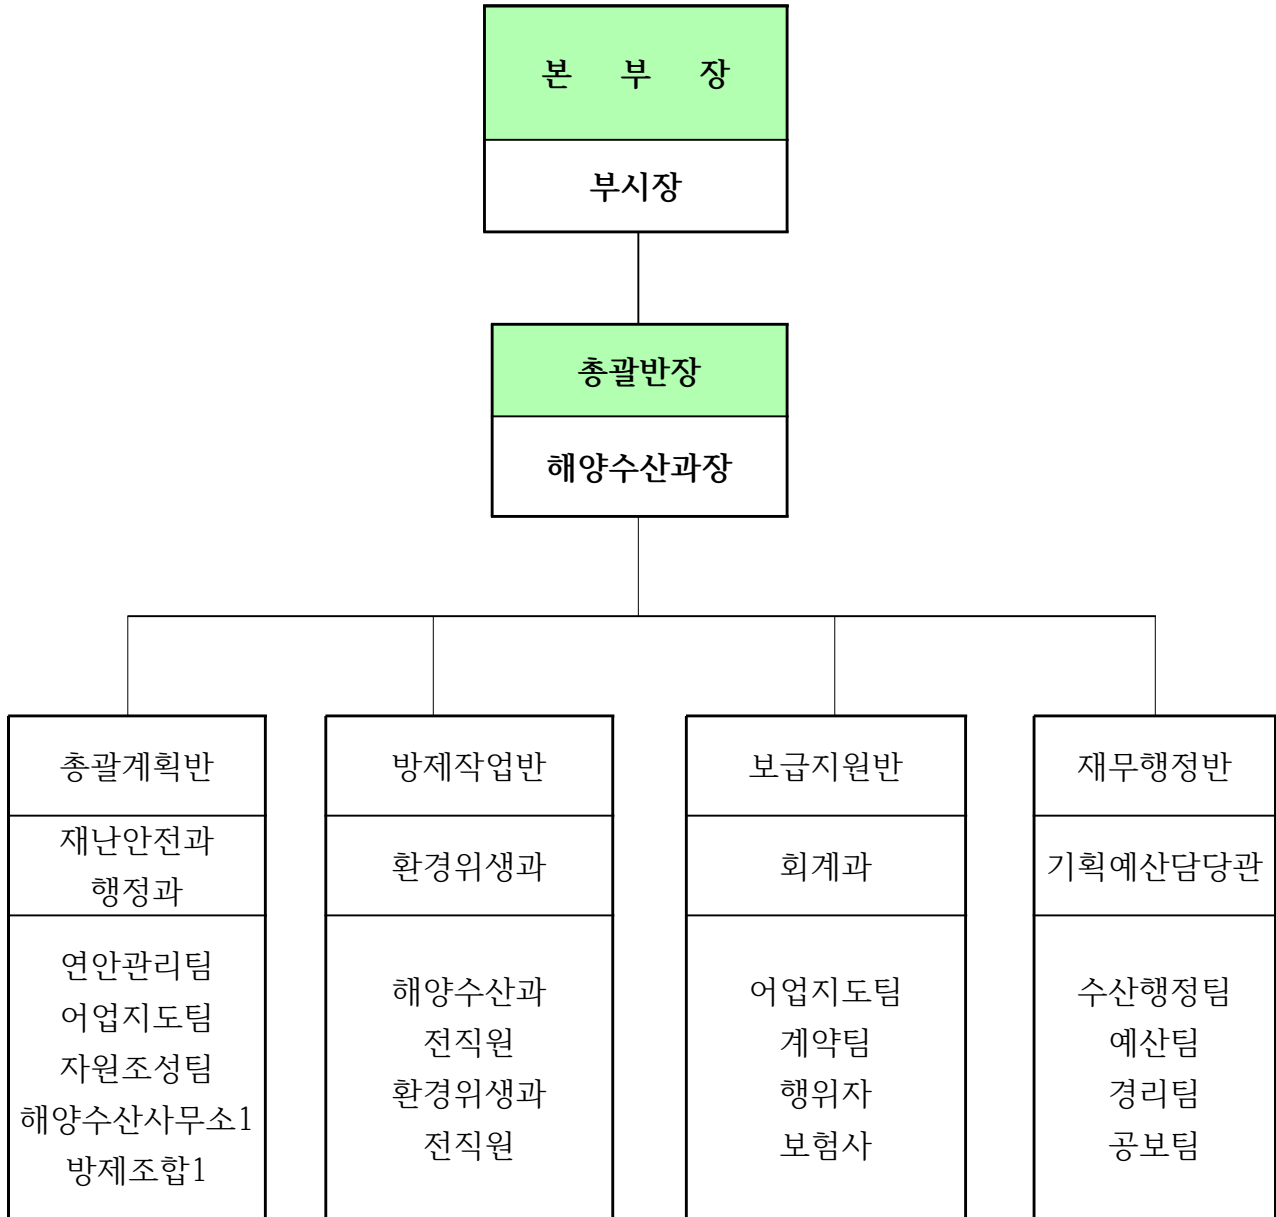 본 부 장
부시장
총괄반장
해양수산과장
총괄계획반
재난안전과
행정과
연안관리팀
어업지도팀
자원조성팀
해양수산사무소1
방제조합1
방제작업반
환경위생과
해양수산과
전직원
환경위생과
전직원
보급지원반
회계과
어업지도팀
계약팀
행위자
보험사
재무행정반
기획예산담당관
수산행정팀
예산팀
경리팀
공보팀